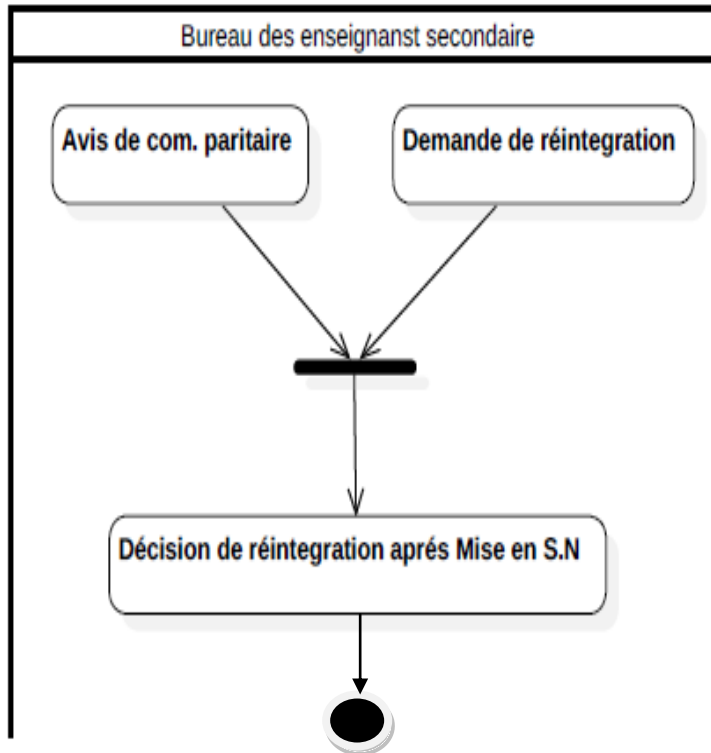 Bureau des enseignanst secondaire
Avis de com. paritaire
Demande de réintegration
Décision de réintegration aprés Mise en S.N